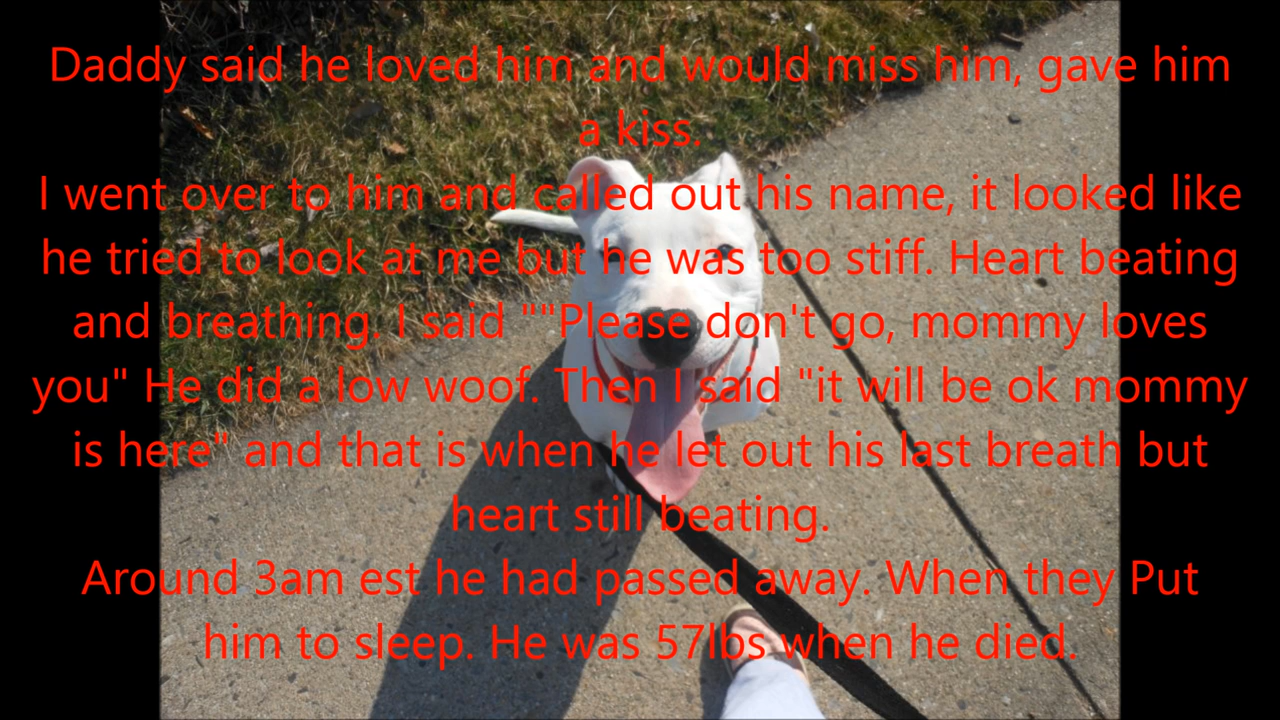 Daddy said he loved him and would miss him, gave him
a kiss.
I went over to him and called out his name, it looked like
he tried to look at me but he was too stiff. Heart beating
and breathing. I said ""Please don't go, mommy loves
you" He did a low woof. Then I said "it will be ok mommy
is here" and that is when he let out his last breath but
heart still beating.
Around 3am est he had passed away. When they Put
him to sleep. He was 57lbs when he died.